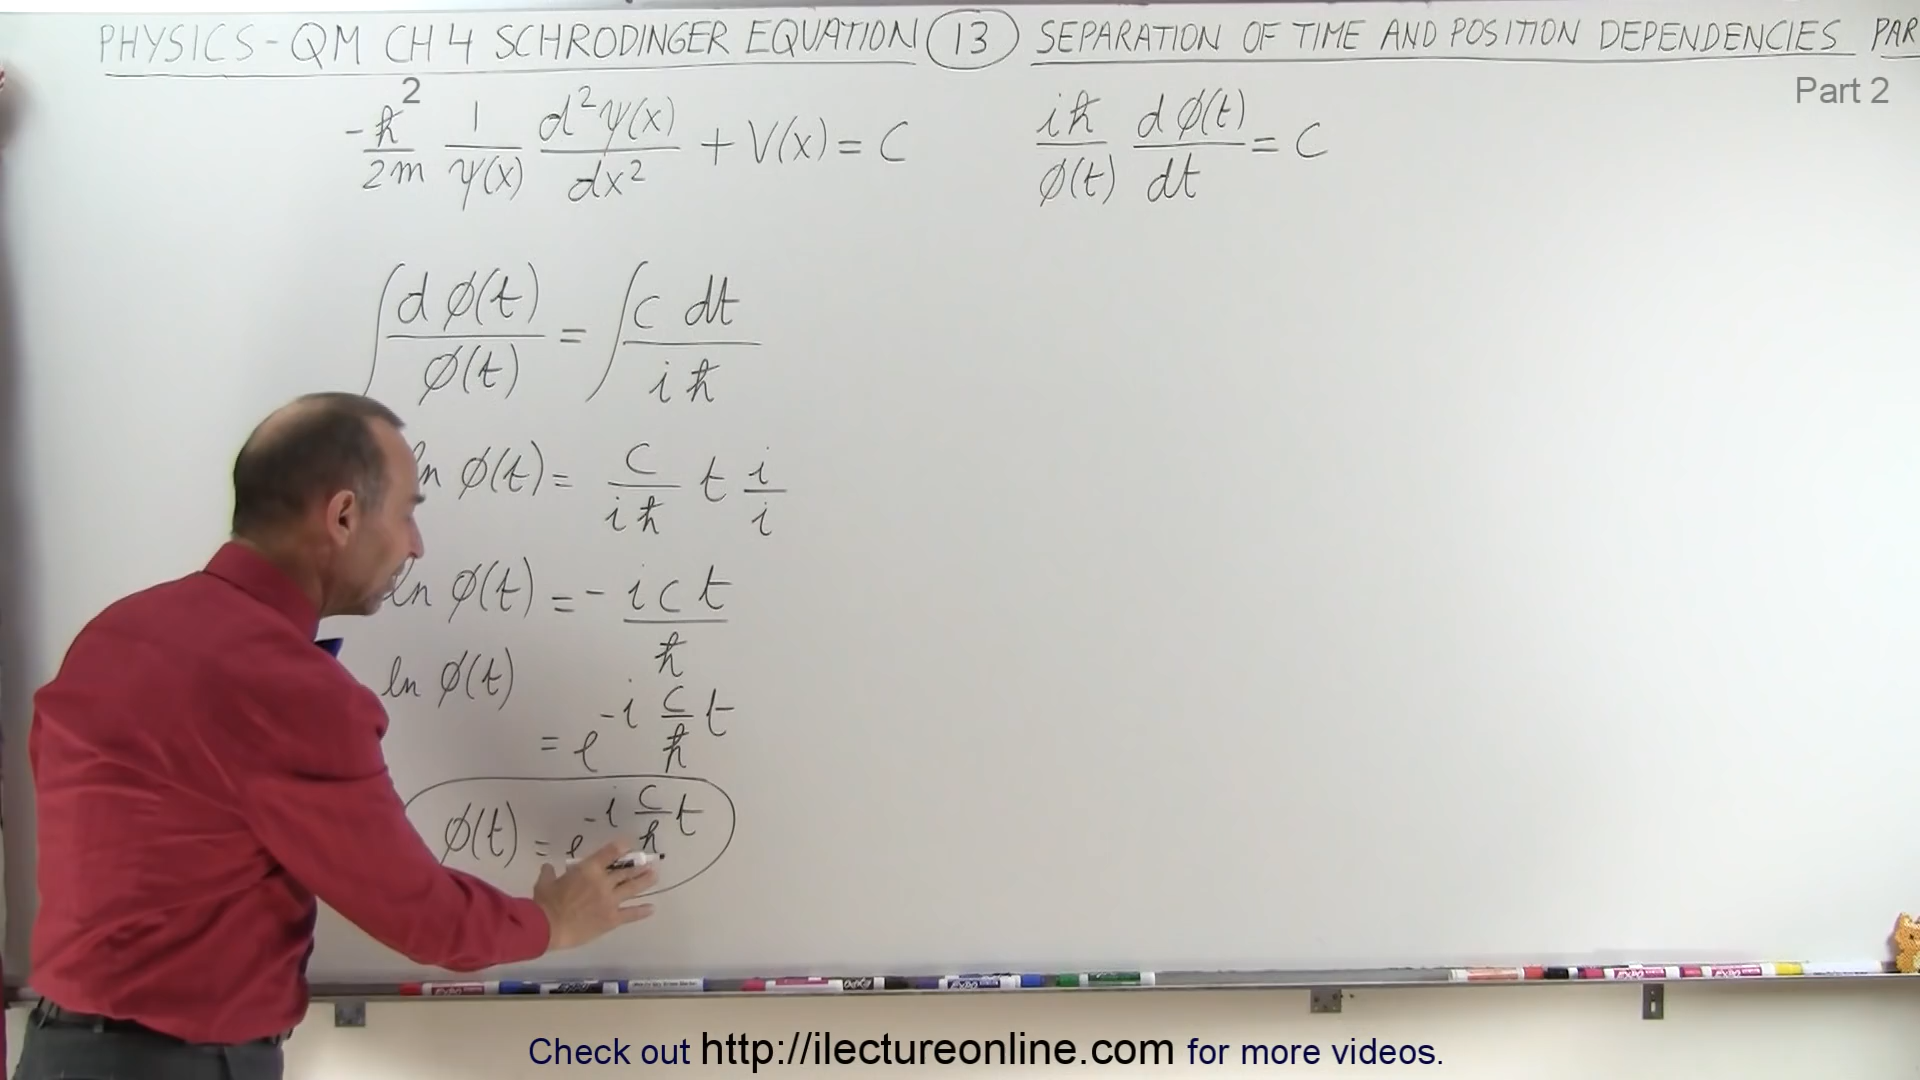 PHYSICS - QM CH 4 SCHRODINGER EQUATION 13 SEPARATION OF TIME AND POSITION DEPENDENCIES PAR
Part 2
-ħ²/2m 1/ψ(x) d²ψ(x)/dx² + V(x) = C
iħ/φ(t) dφ(t)/dt = C
∫ dφ(t)/φ(t) = ∫ C dt/iħ
ln φ(t) = C/iħ t i/i
ln φ(t) = - i c t/ħ
ln φ(t)
= e^(-i C/ħ t)
φ(t) = e^(-i C/ħ t)
EXPO
Check out http://ilectureonline.com for more videos.